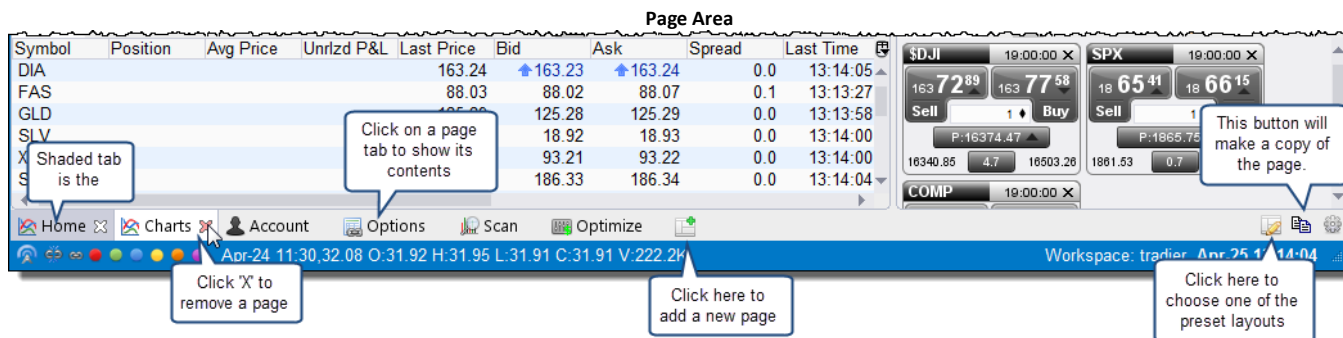 Page Area
Symbol Position Avg Price Unrlzd P&L Last Price Bid Ask Spread Last Time
DIA 163.24 163.23 163.24 0.0 13:14:05
FAS 88.03 88.02 88.07 0.1 13:13:27
GLD 125.28 125.29 0.0 13:13:58
SLV 18.92 18.93 0.0 13:14:00
X 93.21 93.22 0.0 13:14:00
S 186.33 186.34 0.0 13:14:04
$DJI 19:00:00 X
163 72 89 163 77 58
Sell 1 Buy
P:16374.47
16340.85 4.7 16503.26
SPX 19:00:00 X
18 65 41 18 66 15
Sell 1
P:1865.75
1861.53 0.7
COMP 19:00:00 X
Shaded tab
is the
Click on a page
tab to show its
contents
This button will
make a copy of
the page.
Home Charts Account Options Scan Optimize
Apr-24 11:30,32.08 O:31.92 H:31.95 L:31.91 C:31.91 V:222.2K
Workspace: tradier Apr-25 13:14:04
Click 'X' to
remove a page
Click here to
add a new page
Click here to
choose one of the
preset layouts